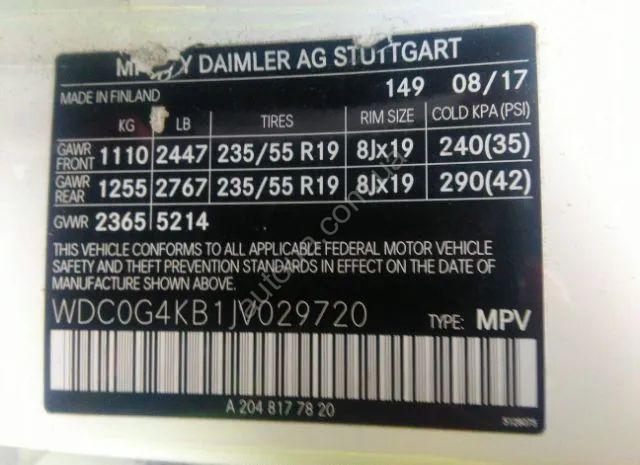 MFD BY DAIMLER AG STUTTGART
MADE IN FINLAND 149 08/17
KG LB TIRES RIM SIZE COLD KPA (PSI)
GAWR FRONT 1110 2447 235/55 R19 8Jx19 240(35)
GAWR REAR 1255 2767 235/55 R19 8Jx19 290(42)
GVWR 2365 5214
THIS VEHICLE CONFORMS TO ALL APPLICABLE FEDERAL MOTOR VEHICLE
SAFETY AND THEFT PREVENTION STANDARDS IN EFFECT ON THE DATE OF
MANUFACTURE SHOWN ABOVE.
WDC0G4KB1JV029720 TYPE: MPV
A 204 817 78 20